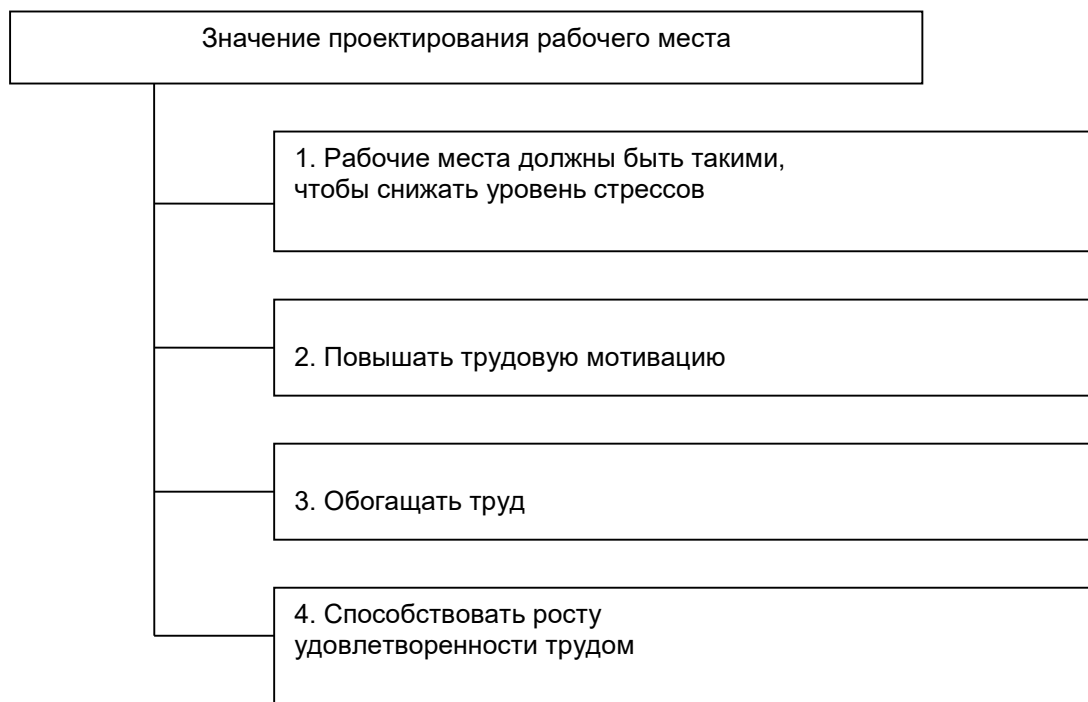 Значение проектирования рабочего места
1. Рабочие места должны быть такими,
чтобы снижать уровень стрессов
2. Повышать трудовую мотивацию
3. Обогащать труд
4. Способствовать росту
удовлетворенности трудом